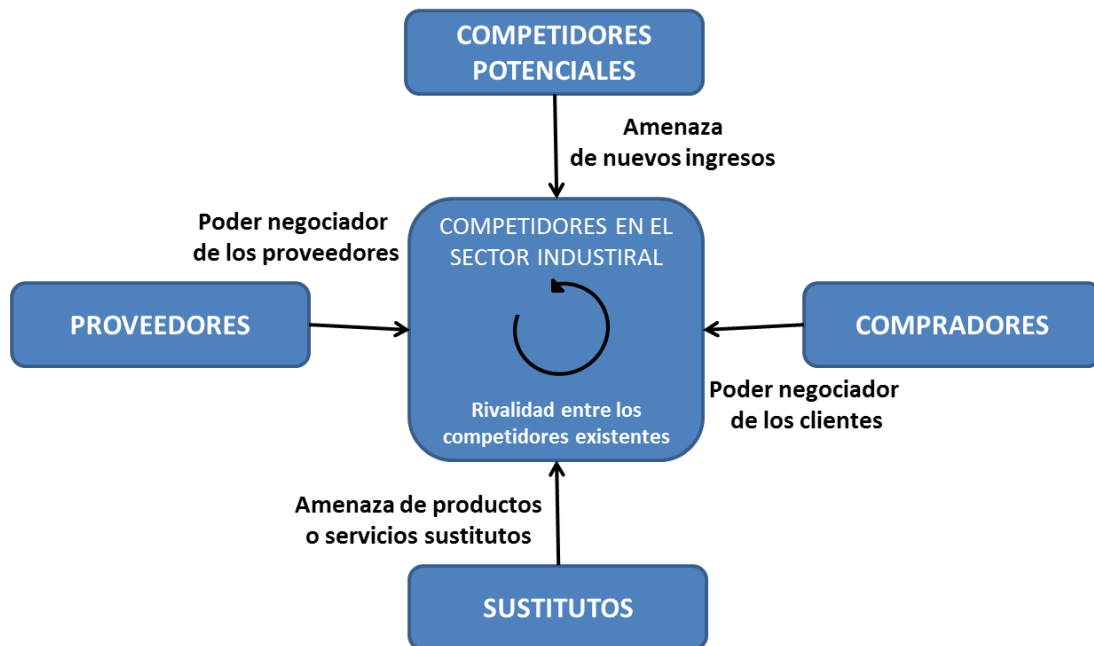 COMPETIDORES
POTENCIALES
Amenaza
de nuevos ingresos
Poder negociador
de los proveedores
COMPETIDORES EN EL
SECTOR INDUSTIRAL
PROVEEDORES
COMPRADORES
Rivalidad entre los
competidores existentes
Poder negociador
de los clientes
Amenaza de productos
o servicios sustitutos
SUSTITUTOS